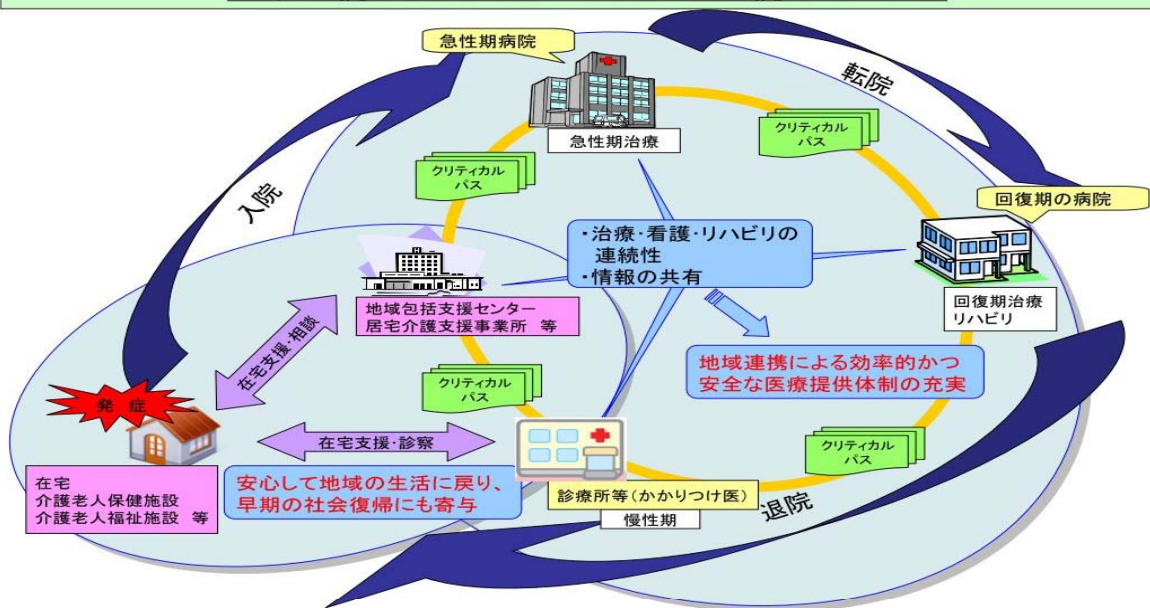 急性期病院
急性期治療
転院
クリティカル
パス
クリティカル
パス
入院
回復期の病院
・治療・看護・リハビリの
連続性
・情報の共有
回復期治療
リハビリ
地域包括支援センター
居宅介護支援事業所 等
在宅支援・相談
地域連携による効率的かつ
安全な医療提供体制の充実
発 症
クリティカル
パス
在宅支援・診察
クリティカル
パス
在宅
介護老人保健施設
介護老人福祉施設 等
安心して地域の生活に戻り、
早期の社会復帰にも寄与
診療所等(かかりつけ医)
慢性期
退院